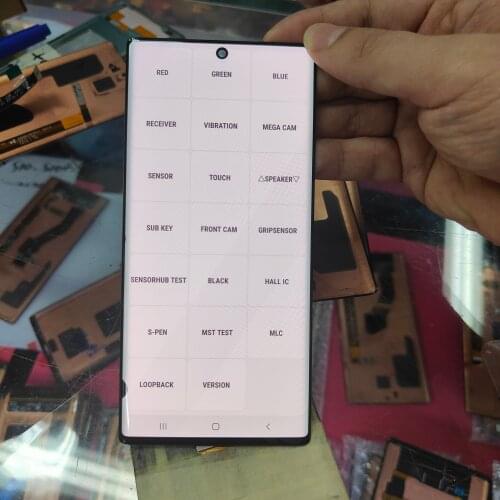 RED GREEN BLUE
RECEIVER VIBRATION MEGA CAM
SENSOR TOUCH △SPEAKER▽
SUB KEY FRONT CAM GRIPSENSOR
SENSORHUB TEST BLACK HALL IC
S-PEN MST TEST MLC
LOOPBACK VERSION